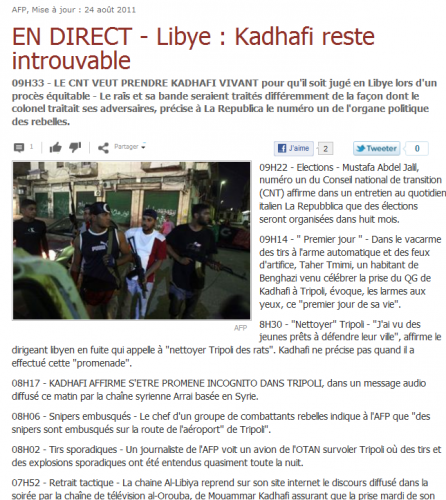 AFP, Mise à jour : 24 août 2011
EN DIRECT - Libye : Kadhafi reste
introuvable
09H33 - LE CNT VEUT PRENDRE KADHAFI VIVANT pour qu'il soit jugé en Libye lors d'un
procès équitable - Le raïs et sa bande seraient traités différemment de la façon dont le
colonel traitait ses adversaires, précise à La Republica le numéro un de l'organe politique
des rebelles.
1 Partager J'aime 2 Tweeter 0
09H22 - Elections - Mustafa Abdel Jalil,
numéro un du Conseil national de transition
(CNT) affirme dans un entretien au quotidien
italien La Repubblica que des élections
seront organisées dans huit mois.
09H14 - " Premier jour " - Dans le vacarme
des tirs à l'arme automatique et des feux
d'artifice, Taher Tmimi, un habitant de
Benghazi venu célébrer la prise du QG de
Kadhafi à Tripoli, évoque, les larmes aux
yeux, ce "premier jour de sa vie".
AFP
8H30 - "Nettoyer" Tripoli - "J'ai vu des
jeunes prêts à défendre leur ville", affirme le
dirigeant libyen en fuite qui appelle à "nettoyer Tripoli des rats". Kadhafi ne précise pas quand il a
effectué cette "promenade".
08H17 - KADHAFI AFFIRME S'ETRE PROMENE INCOGNITO DANS TRIPOLI, dans un message audio
diffusé ce matin par la chaîne syrienne Arrai basée en Syrie.
08H06 - Snipers embusqués - Le chef d'un groupe de combattants rebelles indique à l'AFP que "des
snipers sont embusqués sur la route de l'aéroport" de Tripoli".
08H02 - Tirs sporadiques - Un journaliste de l'AFP voit un avion de l'OTAN survoler Tripoli où des tirs et
des explosions sporadiques ont été entendus quasiment toute la nuit.
07H52 - Retrait tactique - La chaine Al-Libiya reprend sur son site internet le discours diffusé dans la
soirée par la chaîne de télévision al-Orouba, de Mouammar Kadhafi assurant que la prise mardi de son